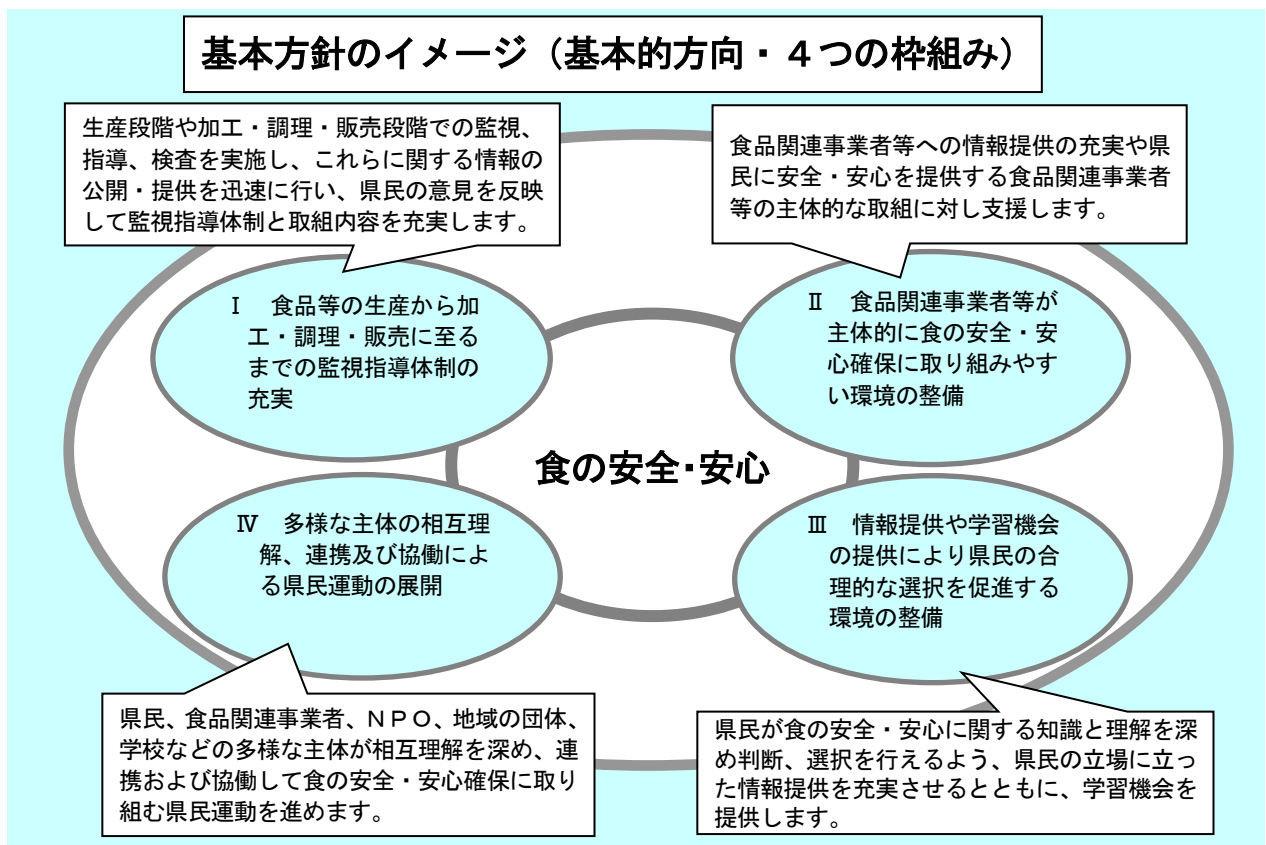 基本方針のイメージ（基本的方向・４つの枠組み）
生産段階や加工・調理・販売段階での監視、
指導、検査を実施し、これらに関する情報の
公開・提供を迅速に行い、県民の意見を反映
して監視指導体制と取組内容を充実します。
食品関連事業者等への情報提供の充実や県
民に安全・安心を提供する食品関連事業者
等の主体的な取組に対し支援します。
Ⅰ　食品等の生産から加
工・調理・販売に至る
までの監視指導体制の
充実
Ⅱ　食品関連事業者等が
主体的に食の安全・安
心確保に取り組みやす
い環境の整備
食の安全・安心
Ⅳ　多様な主体の相互理
解、連携及び協働によ
る県民運動の展開
Ⅲ　情報提供や学習機会
の提供により県民の合
理的な選択を促進する
環境の整備
県民、食品関連事業者、ＮＰＯ、地域の団体、
学校などの多様な主体が相互理解を深め、連
携および協働して食の安全・安心確保に取り
組む県民運動を進めます。
県民が食の安全・安心に関する知識と理解を深
め判断、選択を行えるよう、県民の立場に立っ
た情報提供を充実させるとともに、学習機会を
提供します。